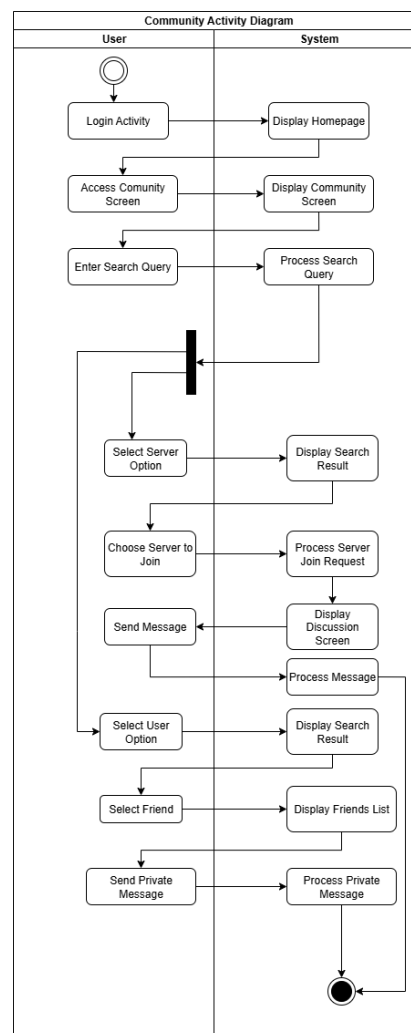 Community Activity Diagram
User
System
Login Activity
Display Homepage
Access Comunity
Screen
Display Community
Screen
Enter Search Query
Process Search
Query
Select Server
Option
Display Search
Result
Choose Server to
Join
Process Server
Join Request
Send Message
Display
Discussion
Screen
Process Message
Select User
Option
Display Search
Result
Select Friend
Display Friends List
Send Private
Message
Process Private
Message